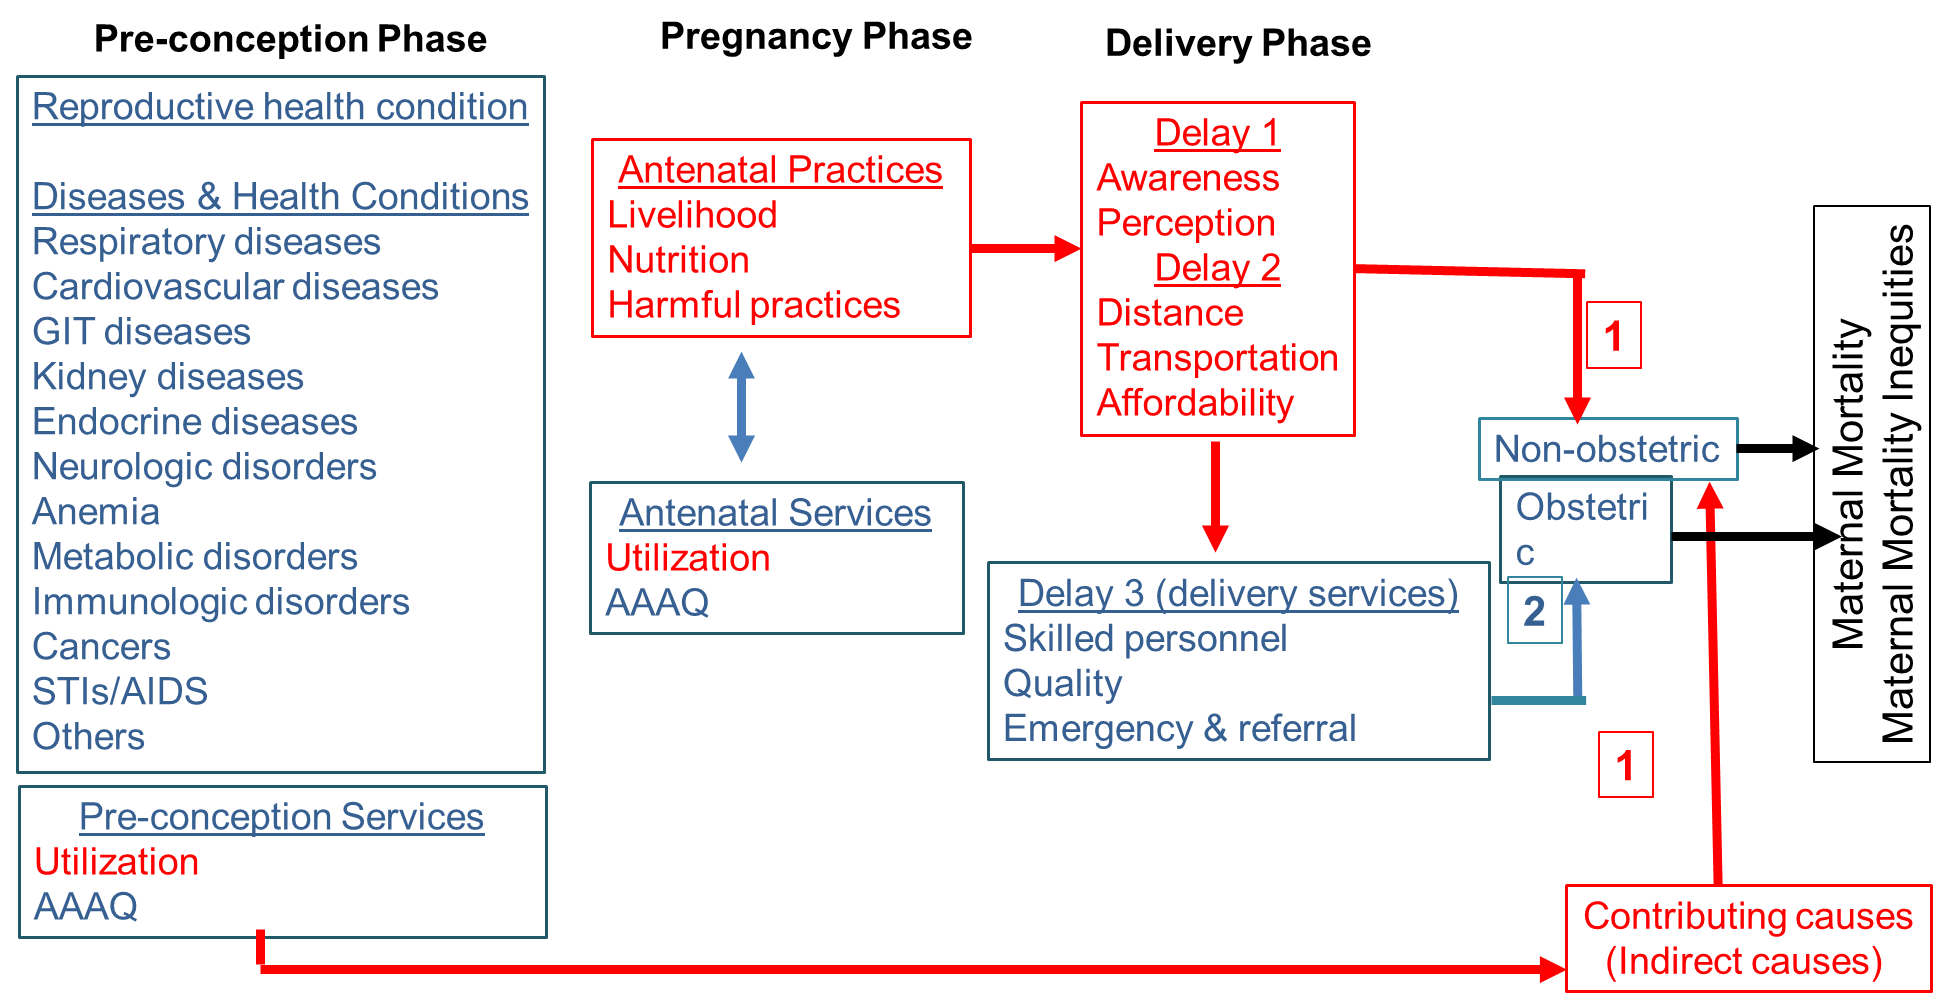 Pre-conception Phase
Reproductive health condition
Diseases & Health Conditions
Respiratory diseases
Cardiovascular diseases
GIT diseases
Kidney diseases
Endocrine diseases
Neurologic disorders
Anemia
Metabolic disorders
Immunologic disorders
Cancers
STIs/AIDS
Others
Pre-conception Services
Utilization
AAAQ
Pregnancy Phase
Antenatal Practices
Livelihood
Nutrition
Harmful practices
Antenatal Services
Utilization
AAAQ
Delivery Phase
Delay 1
Awareness
Perception
Delay 2
Distance
Transportation
Affordability
Delay 3 (delivery services)
Skilled personnel
Quality
Emergency & referral
1
Non-obstetric
Obstetri
c
2
1
Contributing causes
(Indirect causes)
Maternal Mortality
Maternal Mortality Inequities